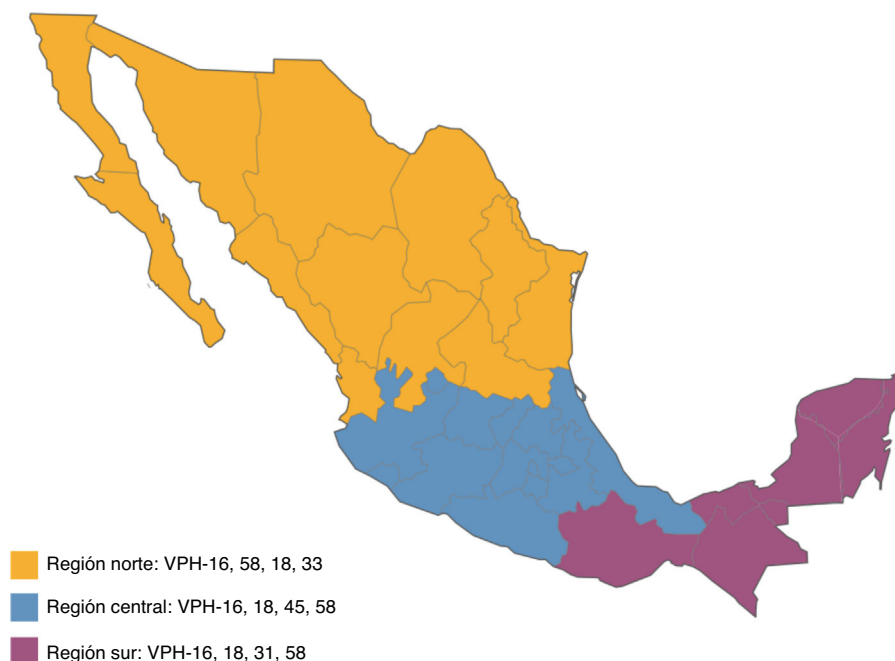 Región norte: VPH-16, 58, 18, 33
Región central: VPH-16, 18, 45, 58
Región sur: VPH-16, 18, 31, 58